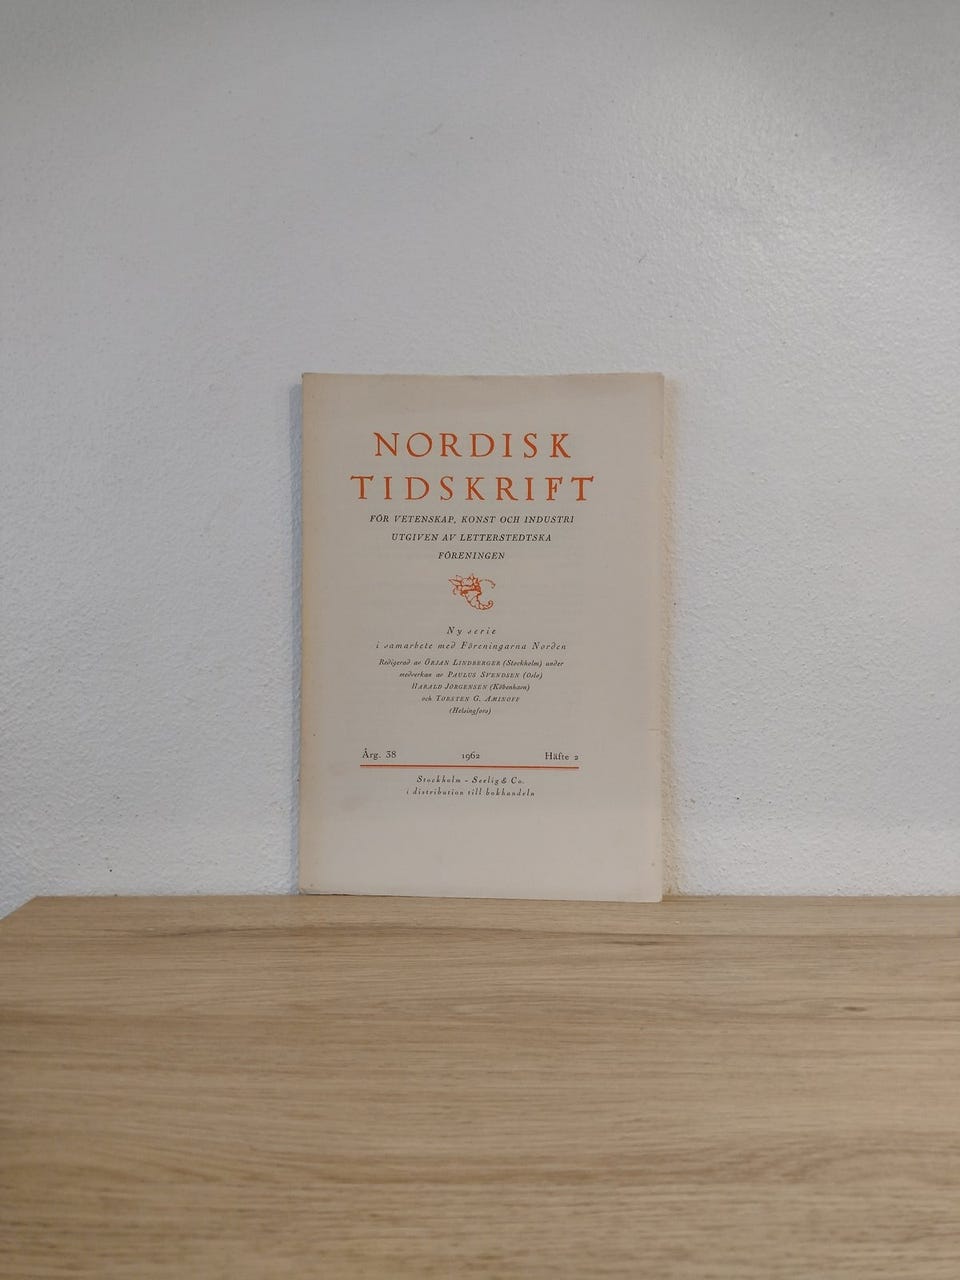 NORDISK
TIDSKRIFT
FÖR VETENSKAP, KONST OCH INDUSTRI
UTGIVEN AV LETTERSTEDTSKA
FÖRENINGEN
Ny serie
i samarbete med Föreningarna Norden
Redigerad av ÖRJAN LINDBERGER (Stockholm) under
medverkan av PAULUS SVENDSEN (Oslo)
HARALD JØRGENSEN (København)
och TORSTEN G. AMINOFF
(Helsingfors)
Årg. 38 1962 Häfte 2
Stockholm - Seelig & Co.
i distribution till bokhandeln